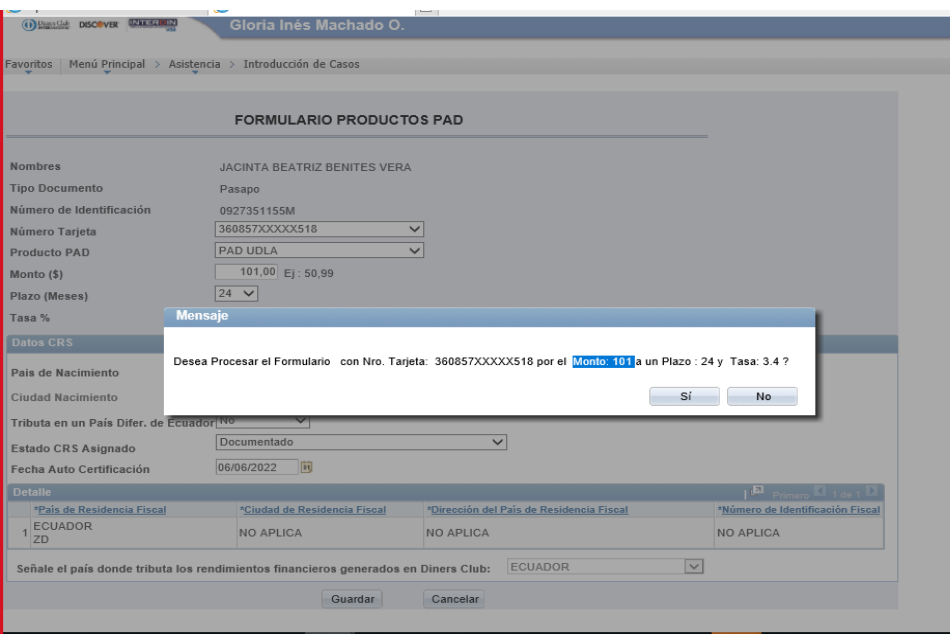 Diners Club INTERNATIONAL DISCOVER INTERDIN Gloria Inés Machado O.
Favoritos Menú Principal > Asistencia > Introducción de Casos
FORMULARIO PRODUCTOS PAD
Nombres JACINTA BEATRIZ BENITES VERA
Tipo Documento Pasapo
Número de Identificación 0927351155M
Número Tarjeta 360857XXXXX518
Producto PAD PAD UDLA
Monto ($) 101,00 Ej : 50,99
Plazo (Meses) 24
Tasa %
Mensaje
Desea Procesar el Formulario con Nro. Tarjeta: 360857XXXXX518 por el Monto: 101 a un Plazo : 24 y Tasa: 3.4 ?
Sí No
Datos CRS
Pais de Nacimiento
Ciudad Nacimiento
Tributa en un País Difer. de Ecuador No
Estado CRS Asignado Documentado
Fecha Auto Certificación 06/06/2022
Detalle Primero 1 de 1
*País de Residencia Fiscal *Ciudad de Residencia Fiscal *Dirección del País de Residencia Fiscal *Número de Identificación Fiscal
1 ECUADOR NO APLICA NO APLICA NO APLICA
ZD
Señale el país donde tributa los rendimientos financieros generados en Diners Club: ECUADOR
Guardar Cancelar